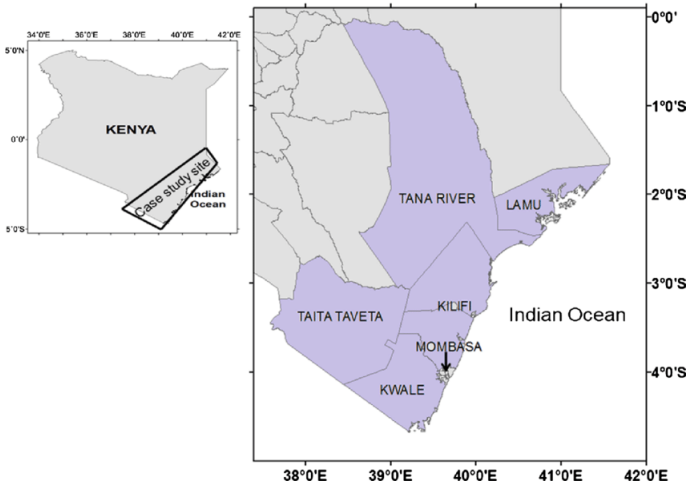 34°0'E 36°0'E 38°0'E 40°0'E 42°0'E
5°0'N
KENYA
0°0'
Case study site
Indian
Ocean
5°0'S
0°0'
1°0'S
TANA RIVER
2°0'S
LAMU
3°0'S
KILIFI
TAITA TAVETA
Indian Ocean
MOMBASA
4°0'S
KWALE
38°0'E 39°0'E 40°0'E 41°0'E 42°0'E